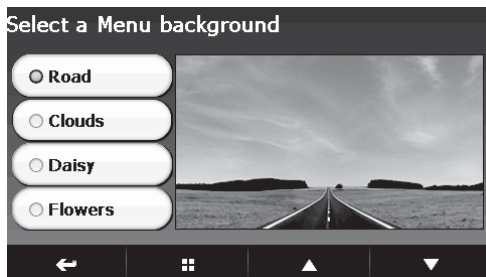 Select a Menu background
Road
Clouds
Daisy
Flowers